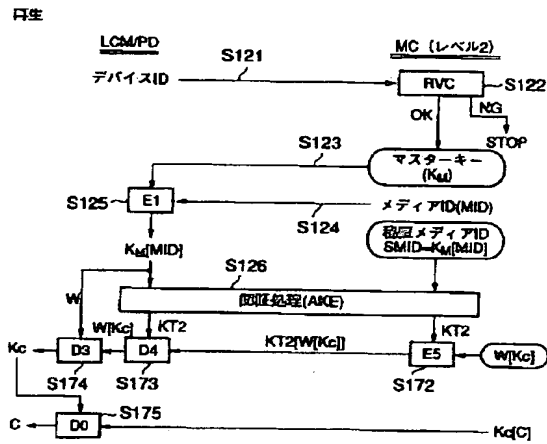 再生
LCM/PD
MC (レベル2)
S121
デバイスID
RVC
S122
OK
NG
STOP
S123
マスターキー
(KM)
S125
E1
メディアID(MID)
S124
KM[MID]
秘匿メディアID
SMID=KM[MID]
S126
認証処理(AKE)
W
W[Kc]
KT2
KT2
Kc
D3
D4
KT2[W[Kc]]
E5
W[Kc]
S174
S173
S172
S175
C
D0
Kc[C]